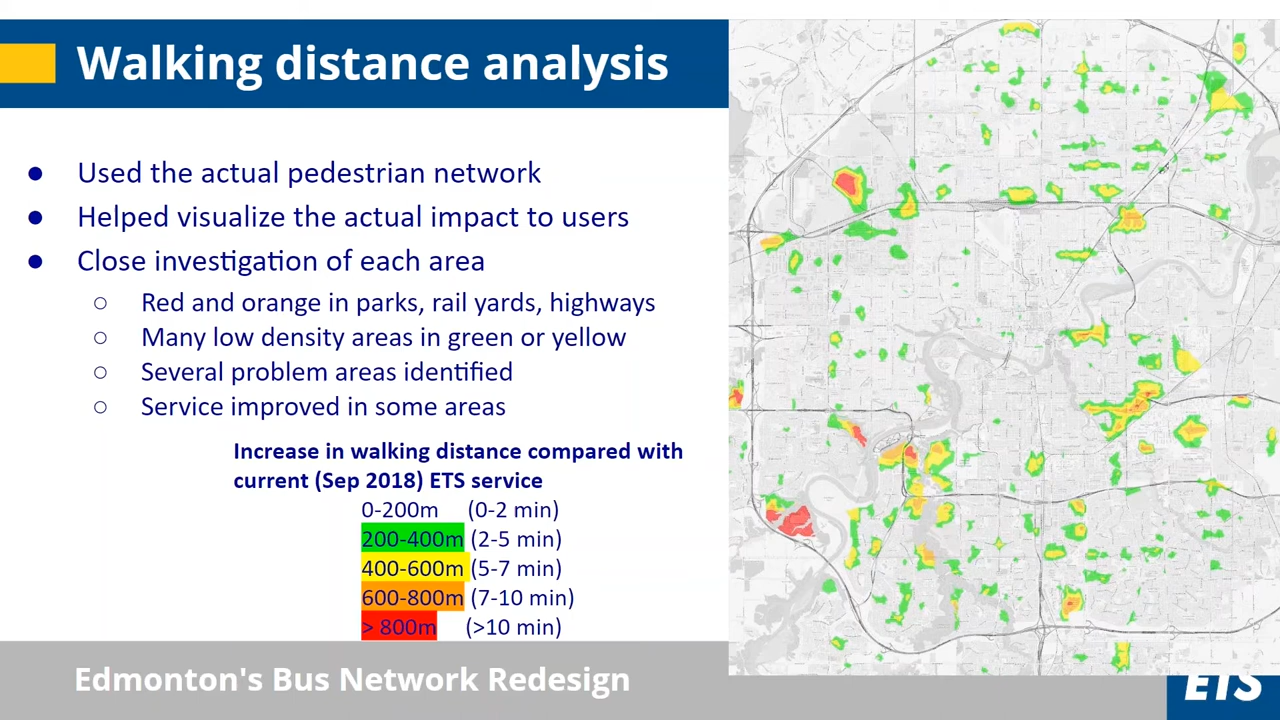 Walking distance analysis
● Used the actual pedestrian network
● Helped visualize the actual impact to users
● Close investigation of each area
○ Red and orange in parks, rail yards, highways
○ Many low density areas in green or yellow
○ Several problem areas identified
○ Service improved in some areas
Increase in walking distance compared with
current (Sep 2018) ETS service
0-200m (0-2 min)
200-400m (2-5 min)
400-600m (5-7 min)
600-800m (7-10 min)
> 800m (>10 min)
Edmonton's Bus Network Redesign
ETS